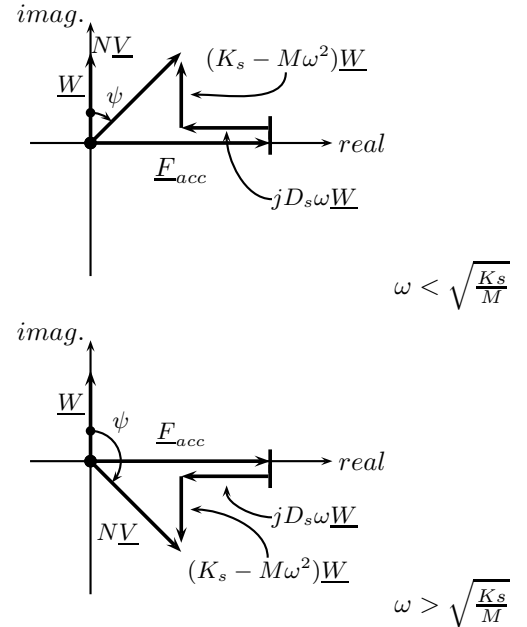 imag.
NV
(K_s − Mω²)W
W
ψ
real
F_acc
jD_sωW
ω < √(Ks/M)
imag.
W
ψ
F_acc
real
jD_sωW
NV
(K_s − Mω²)W
ω > √(Ks/M)